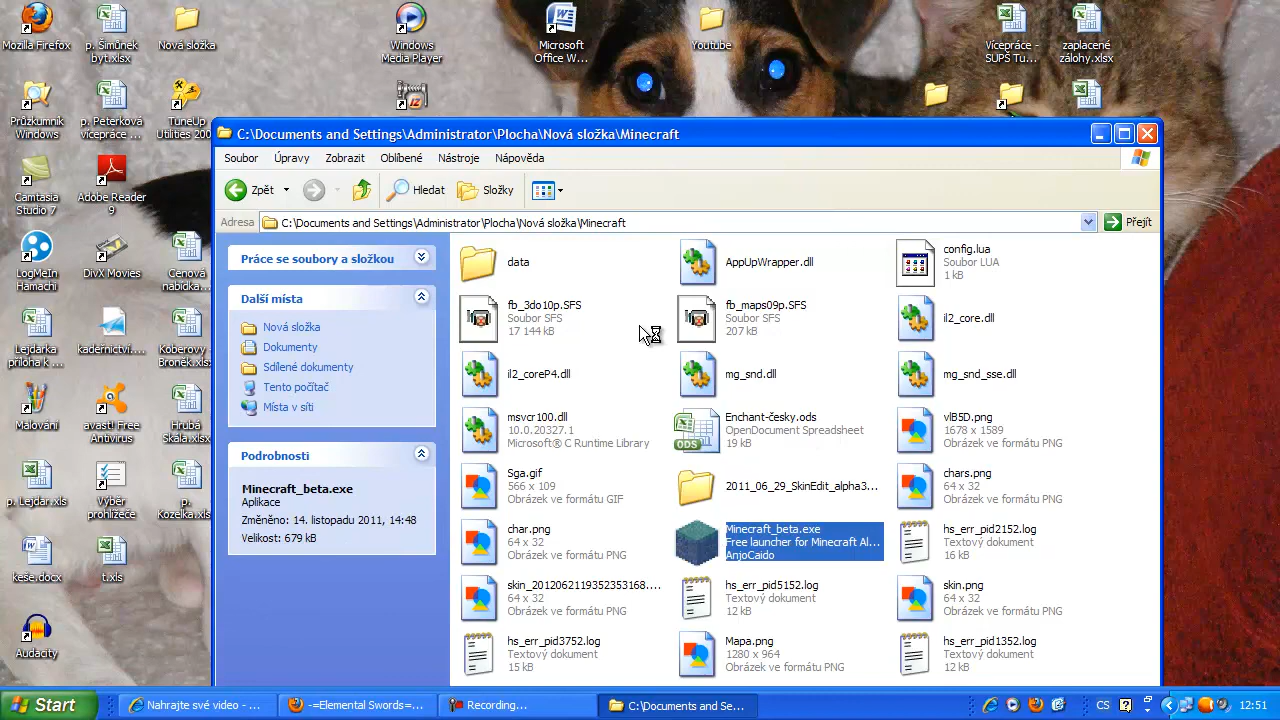 Mozilla Firefox
p. Šimůnek
byt.xlsx
Nová složka
Windows
Media Player
Microsoft
Office W...
Youtube
Vícepráce -
SÚPŠ Tu...
zaplacené
zálohy.xlsx
Průzkumník
Windows
p. Peterková
vícepráce ...
TuneUp
Utilities 200
Camtasia
Studio 7
Adobe Reader
9
LogMeIn
Hamachi
DivX Movies
Cenová
nabídka...
Lejdárka
příloha k ...
kadeřnictví....
Köberovy
Broněk.xlsx
Malování
avast! Free
Antivirus
Hrubá
Skála.xlsx
p. Lejdar.xls
Výběr
prohlížeče
p.
Kozelka.xls
keše.docx
t.xls
Audacity
C:\Documents and Settings\Administrator\Plocha\Nová složka\Minecraft
Soubor Úpravy Zobrazit Oblíbené Nástroje Nápověda
Zpět Hledat Složky
Adresa C:\Documents and Settings\Administrator\Plocha\Nová složka\Minecraft Přejít
Práce se soubory a složkou
Další místa
Nová složka
Dokumenty
Sdílené dokumenty
Tento počítač
Místa v síti
Podrobnosti
Minecraft_beta.exe
Aplikace
Změněno: 14. listopadu 2011, 14:48
Velikost: 679 kB
data
AppUpWrapper.dll
config.lua
Soubor LUA
1 kB
fb_3do10p.SFS
Soubor SFS
17 144 kB
fb_maps09p.SFS
Soubor SFS
207 kB
il2_core.dll
il2_coreP4.dll
mg_snd.dll
mg_snd_sse.dll
msvcr100.dll
10.0.20327.1
Microsoft® C Runtime Library
Enchant-česky.ods
OpenDocument Spreadsheet
19 kB
ODS
vlB5D.png
1678 x 1589
Obrázek ve formátu PNG
Sga.gif
566 x 109
Obrázek ve formátu GIF
2011_06_29_SkinEdit_alpha3...
chars.png
64 x 32
Obrázek ve formátu PNG
char.png
64 x 32
Obrázek ve formátu PNG
Minecraft_beta.exe
Free launcher for Minecraft Al...
AnjoCaido
hs_err_pid2152.log
Textový dokument
16 kB
skin_2012062119352353168....
64 x 32
Obrázek ve formátu PNG
hs_err_pid5152.log
Textový dokument
12 kB
skin.png
64 x 32
Obrázek ve formátu PNG
hs_err_pid3752.log
Textový dokument
15 kB
Mapa.png
1280 x 964
Obrázek ve formátu PNG
hs_err_pid1352.log
Textový dokument
12 kB
Start
Nahrajte své video - ...
-=Elemental Swords=...
Recording...
C:\Documents and Se...
CS
12:51